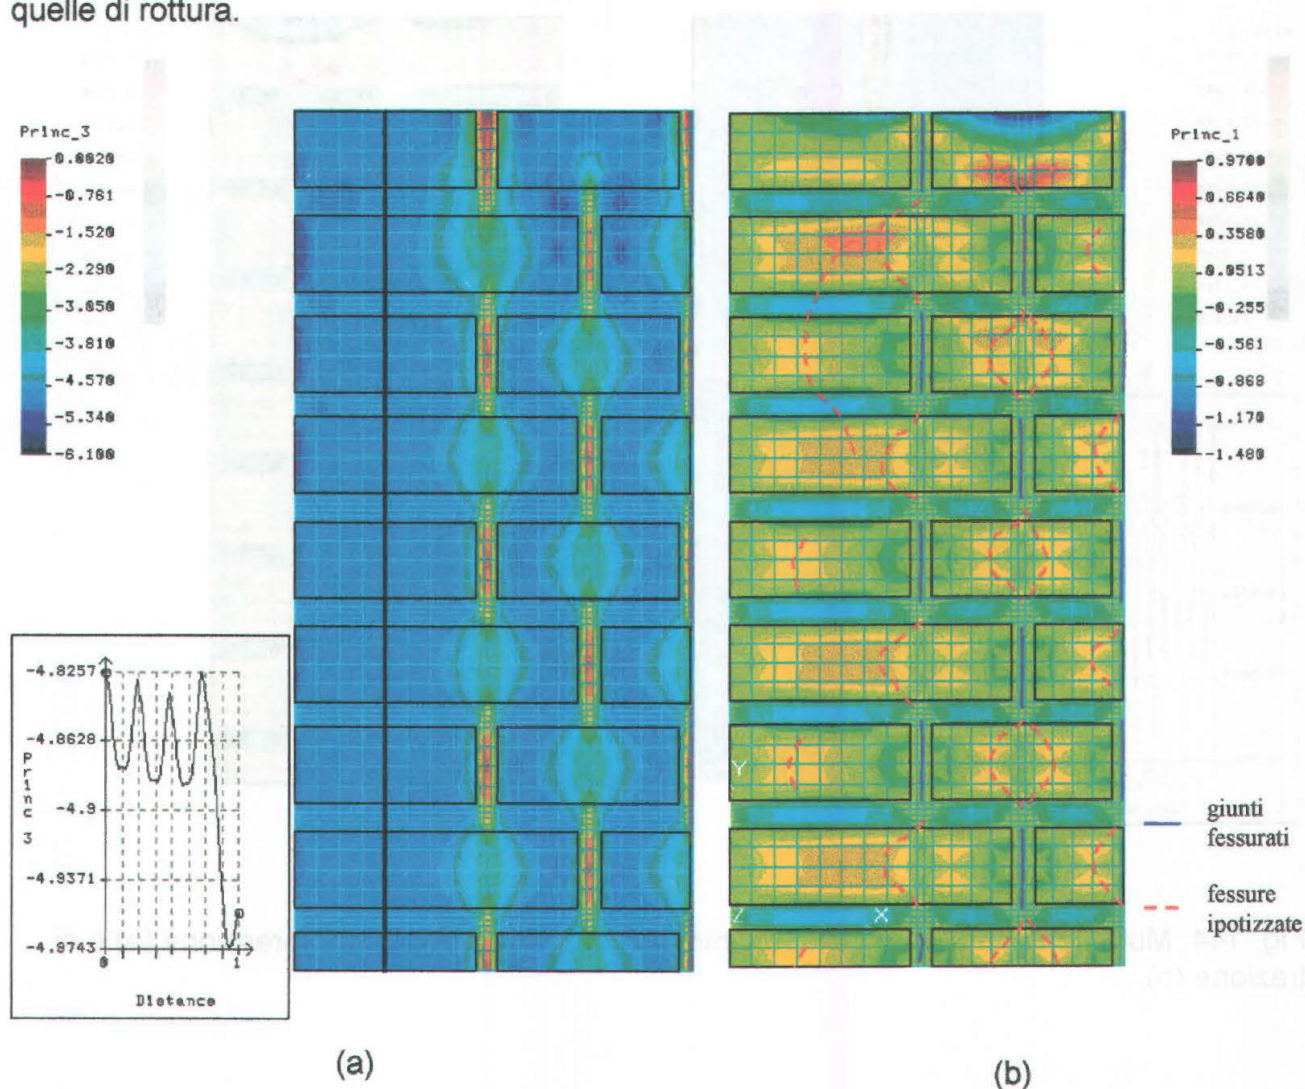 quelle di rottura.
Princ_3
-0.0020
-0.761
-1.520
-2.290
-3.050
-3.810
-4.570
-5.340
-6.100
Princ_1
-0.9700
-0.6640
-0.3580
-0.0513
-0.255
-0.561
-0.868
-1.170
-1.480
-4.8257
-4.8628
-4.9
-4.9371
-4.9743
Princ 3
0
1
Distance
Y
Z
X
giunti
fessurati
fessure
ipotizzate
(a)
(b)